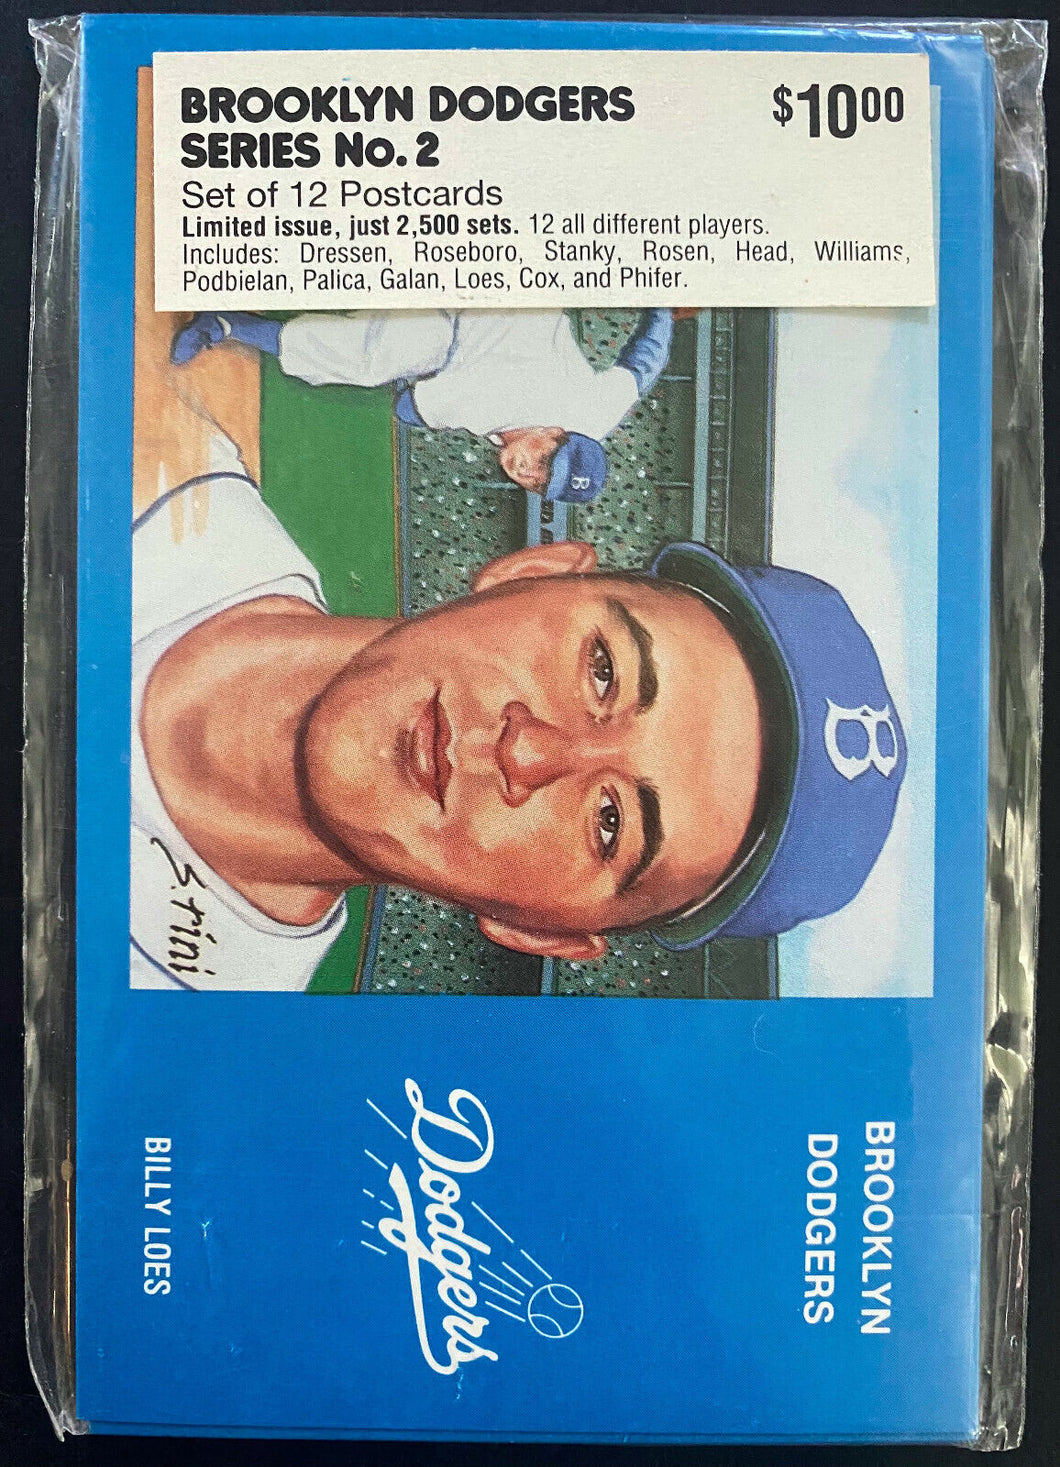 BROOKLYN DODGERS
SERIES No. 2
$10.00
Set of 12 Postcards
Limited issue, just 2,500 sets. 12 all different players.
Includes: Dressen, Roseboro, Stanky, Rosen, Head, Williams,
Podbielan, Palica, Galan, Loes, Cox, and Phifer.
B
B
S.rini
BROOKLYN
DODGERS
Dodgers
BILLY LOES